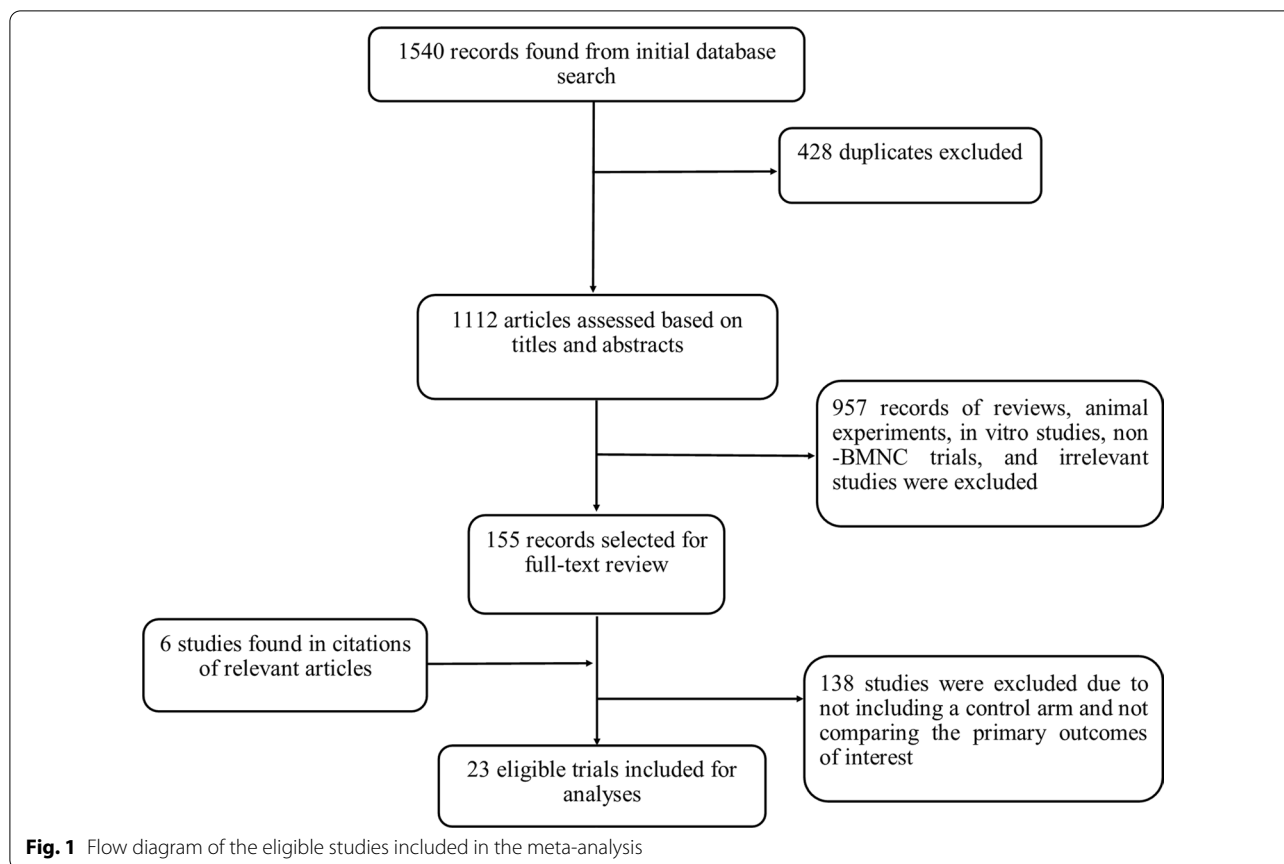 1540 records found from initial database
search
428 duplicates excluded
1112 articles assessed based on
titles and abstracts
957 records of reviews, animal
experiments, in vitro studies, non
-BMNC trials, and irrelevant
studies were excluded
155 records selected for
full-text review
6 studies found in citations
of relevant articles
138 studies were excluded due to
not including a control arm and not
comparing the primary outcomes
of interest
23 eligible trials included for
analyses
Fig. 1 Flow diagram of the eligible studies included in the meta-analysis